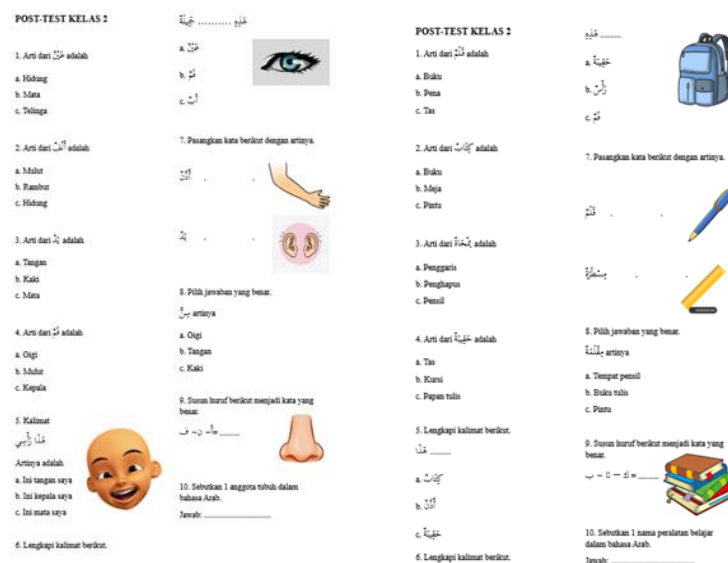 POST-TEST KELAS 2
1. Arti dari عَيْنٌ adalah
a. Hidung
b. Mata
c. Telinga
2. Arti dari أَنْفٌ adalah
a. Mulut
b. Rambut
c. Hidung
3. Arti dari يَدٌ adalah
a. Tangan
b. Kaki
c. Mata
4. Arti dari فَمٌ adalah
a. Gigi
b. Mulut
c. Kepala
5. Kalimat
هَذَا رَأْسِي
Artinya adalah
a. Ini tangan saya
b. Ini kepala saya
c. Ini mata saya
6. Lengkapi kalimat berikut.
هَذِهِ .......... جَمِيْلَةٌ
a. عَيْنٌ
b. فَمٌ
c. أَبٌ
7. Pasangkan kata berikut dengan artinya.
أُذُنٌ . .
يَدٌ . .
8. Pilih jawaban yang benar.
سِنٌّ artinya
a. Gigi
b. Tangan
c. Kaki
9. Susun huruf berikut menjadi kata yang
benar.
أ – ن – ف = ______
10. Sebutkan 1 anggota tubuh dalam
bahasa Arab.
Jawab: ______________
POST-TEST KELAS 2
1. Arti dari قَلَمٌ adalah
a. Buku
b. Pena
c. Tas
2. Arti dari كِتَابٌ adalah
a. Buku
b. Meja
c. Pintu
3. Arti dari مِمْحَاةٌ adalah
a. Penggaris
b. Penghapus
c. Pensil
4. Arti dari حَقِيْبَةٌ adalah
a. Tas
b. Kursi
c. Papan tulis
5. Lengkapi kalimat berikut.
هَذَا ______
a. كِتَابٌ
b. أُذُنٌ
c. حَقِيْبَةٌ
6. Lengkapi kalimat berikut.
هَذِهِ ______
a. حَقِيْبَةٌ
b. رَأْسٌ
c. فَمٌ
7. Pasangkan kata berikut dengan artinya.
قَلَمٌ . .
مِسْطَرَةٌ . .
8. Pilih jawaban yang benar.
مِقْلَمَةٌ artinya
a. Tempat pensil
b. Buku tulis
c. Pintu
9. Susun huruf berikut menjadi kata yang
benar.
ك – تا – ب = ______
10. Sebutkan 1 nama peralatan belajar
dalam bahasa Arab.
Jawab: ______________